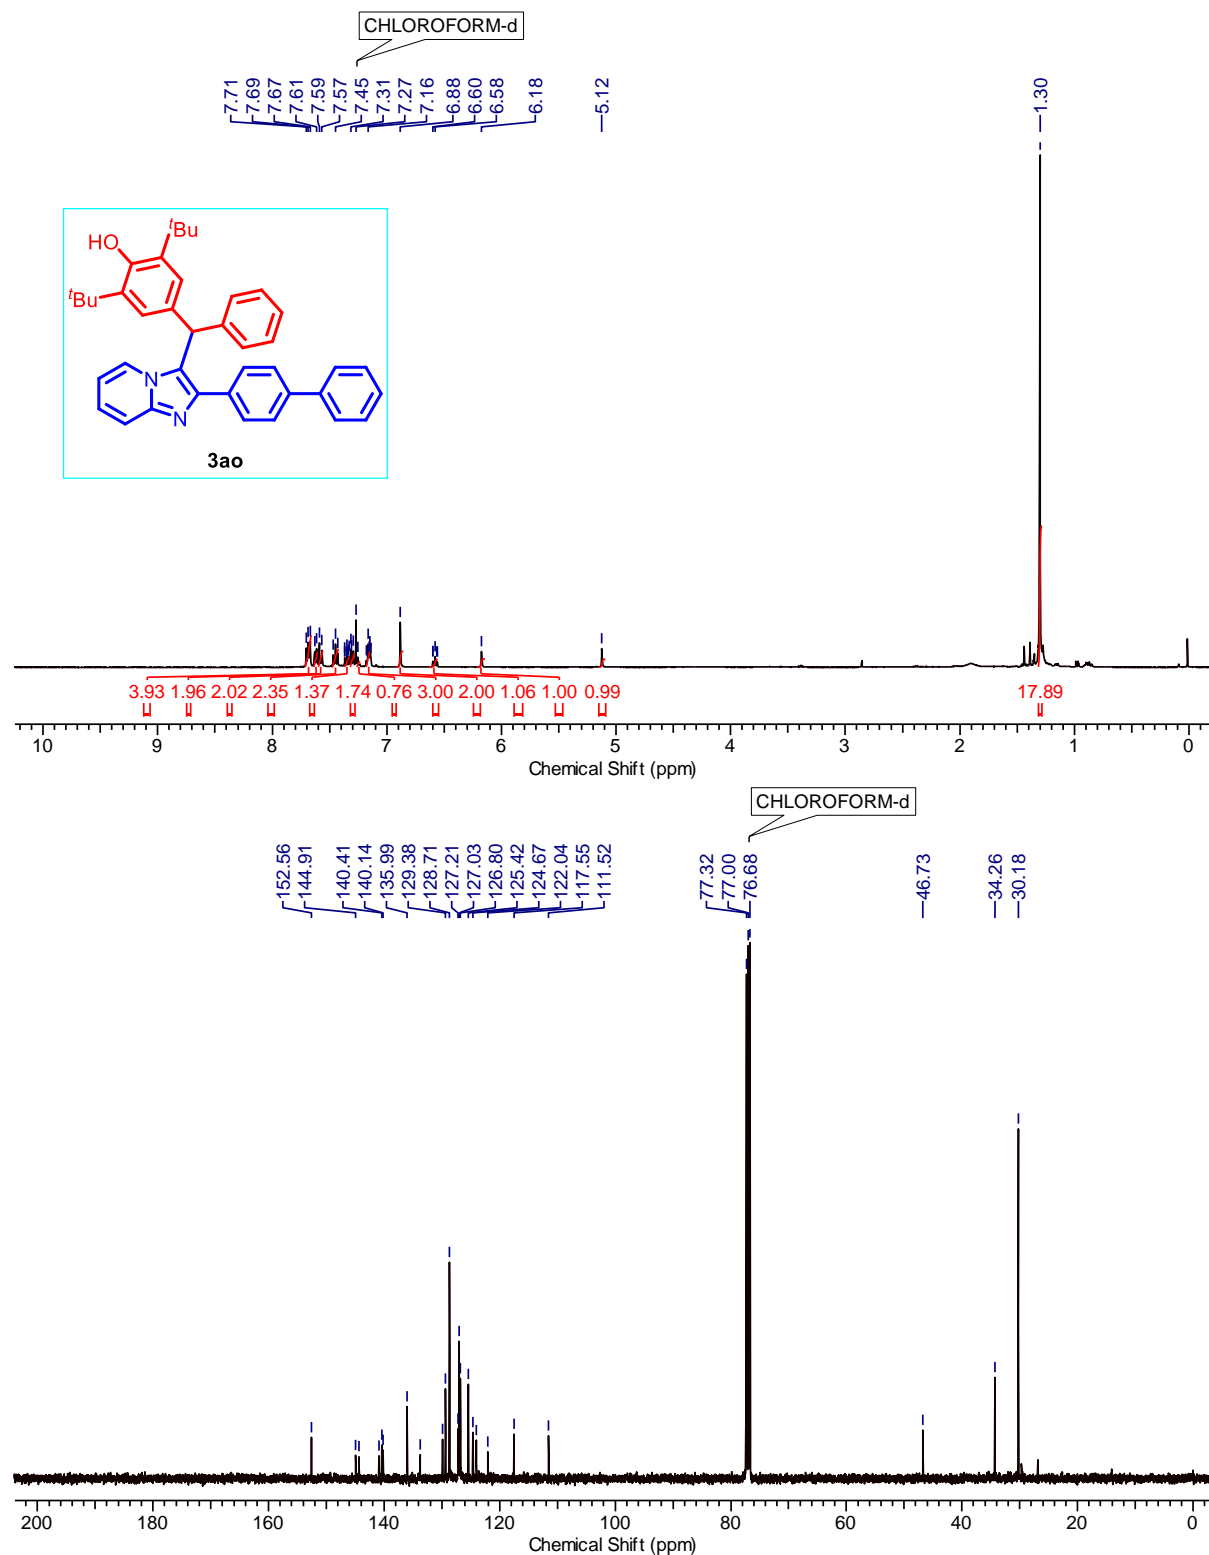 CHLOROFORM-d
7.71 7.69 7.67 7.61 7.59 7.57 7.45 7.31 7.27 7.16 6.88 6.60 6.58 6.18 5.12 1.30
tBu
HO
tBu
N
N
3ao
3.93 1.96 2.02 2.35 1.37 1.74 0.76 3.00 2.00 1.06 1.00 0.99 17.89
10 9 8 7 6 5 4 3 2 1 0
Chemical Shift (ppm)
CHLOROFORM-d
152.56 144.91 140.41 140.14 135.99 129.38 128.71 127.21 127.03 126.80 125.42 124.67 122.04 117.55 111.52 77.32 77.00 76.68 46.73 34.26 30.18
200 180 160 140 120 100 80 60 40 20 0
Chemical Shift (ppm)